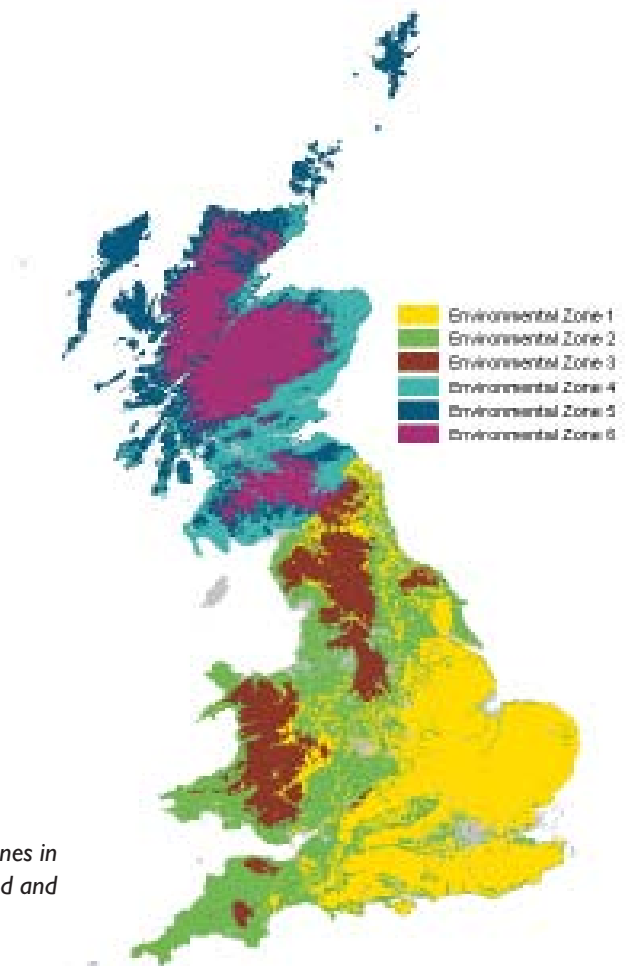 Environmental Zone 1
Environmental Zone 2
Environmental Zone 3
Environmental Zone 4
Environmental Zone 5
Environmental Zone 6
nes in
d and